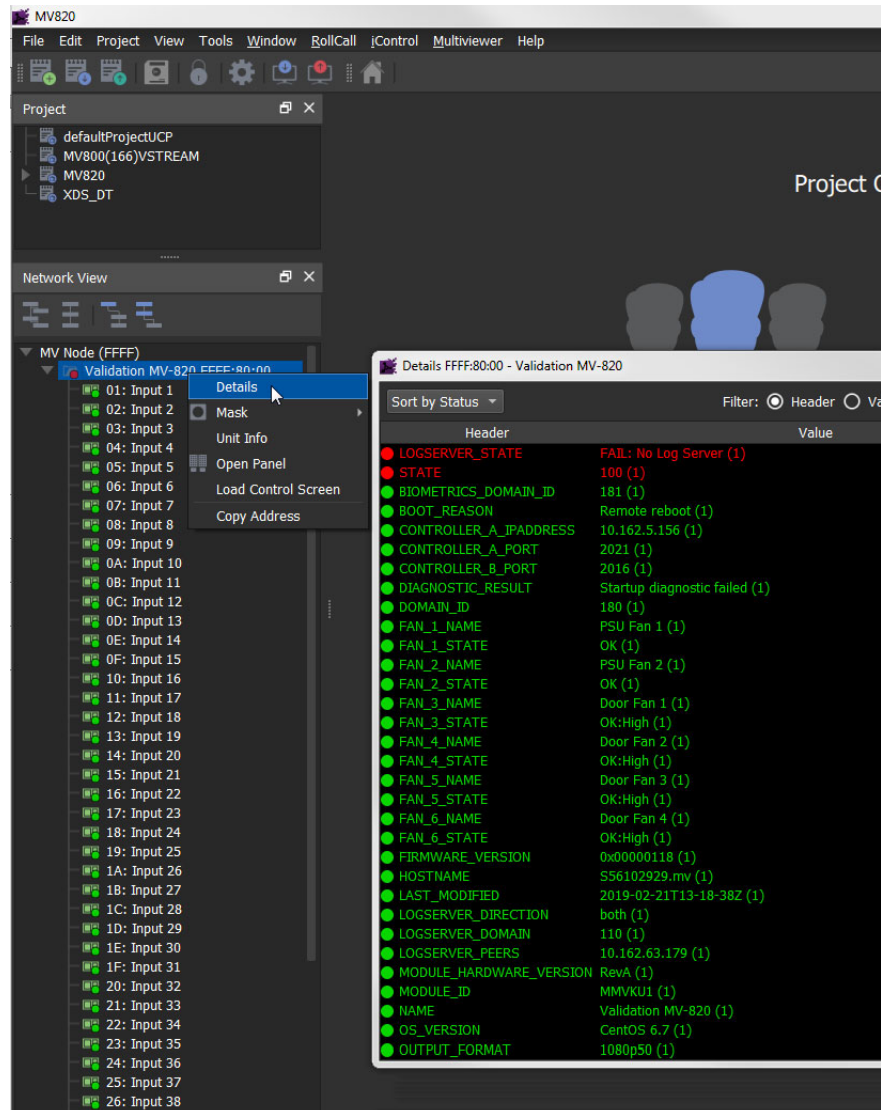 MV820
File Edit Project View Tools Window RollCall iControl Multiviewer Help
Project
defaultProjectUCP
MV800(166)VSTREAM
MV820
XDS_DT
Project
Network View
MV Node (FFFF)
Validation MV-820 FFFF:80:00
01: Input 1
02: Input 2
03: Input 3
04: Input 4
05: Input 5
06: Input 6
07: Input 7
08: Input 8
09: Input 9
0A: Input 10
0B: Input 11
0C: Input 12
0D: Input 13
0E: Input 14
0F: Input 15
10: Input 16
11: Input 17
12: Input 18
13: Input 19
14: Input 20
15: Input 21
16: Input 22
17: Input 23
18: Input 24
19: Input 25
1A: Input 26
1B: Input 27
1C: Input 28
1D: Input 29
1E: Input 30
1F: Input 31
20: Input 32
21: Input 33
22: Input 34
23: Input 35
24: Input 36
25: Input 37
26: Input 38
Details
Mask
Unit Info
Open Panel
Load Control Screen
Copy Address
Details FFFF:80:00 - Validation MV-820
Sort by Status Filter: Header Va
Header Value
LOGSERVER_STATE FAIL: No Log Server (1)
STATE 100 (1)
BIOMETRICS_DOMAIN_ID 181 (1)
BOOT_REASON Remote reboot (1)
CONTROLLER_A_IPADDRESS 10.162.5.156 (1)
CONTROLLER_A_PORT 2021 (1)
CONTROLLER_B_PORT 2016 (1)
DIAGNOSTIC_RESULT Startup diagnostic failed (1)
DOMAIN_ID 180 (1)
FAN_1_NAME PSU Fan 1 (1)
FAN_1_STATE OK (1)
FAN_2_NAME PSU Fan 2 (1)
FAN_2_STATE OK (1)
FAN_3_NAME Door Fan 1 (1)
FAN_3_STATE OK:High (1)
FAN_4_NAME Door Fan 2 (1)
FAN_4_STATE OK:High (1)
FAN_5_NAME Door Fan 3 (1)
FAN_5_STATE OK:High (1)
FAN_6_NAME Door Fan 4 (1)
FAN_6_STATE OK:High (1)
FIRMWARE_VERSION 0x00000118 (1)
HOSTNAME S56102929.mv (1)
LAST_MODIFIED 2019-02-21T13-18-38Z (1)
LOGSERVER_DIRECTION both (1)
LOGSERVER_DOMAIN 110 (1)
LOGSERVER_PEERS 10.162.63.179 (1)
MODULE_HARDWARE_VERSION RevA (1)
MODULE_ID MMVKU1 (1)
NAME Validation MV-820 (1)
OS_VERSION CentOS 6.7 (1)
OUTPUT_FORMAT 1080p50 (1)